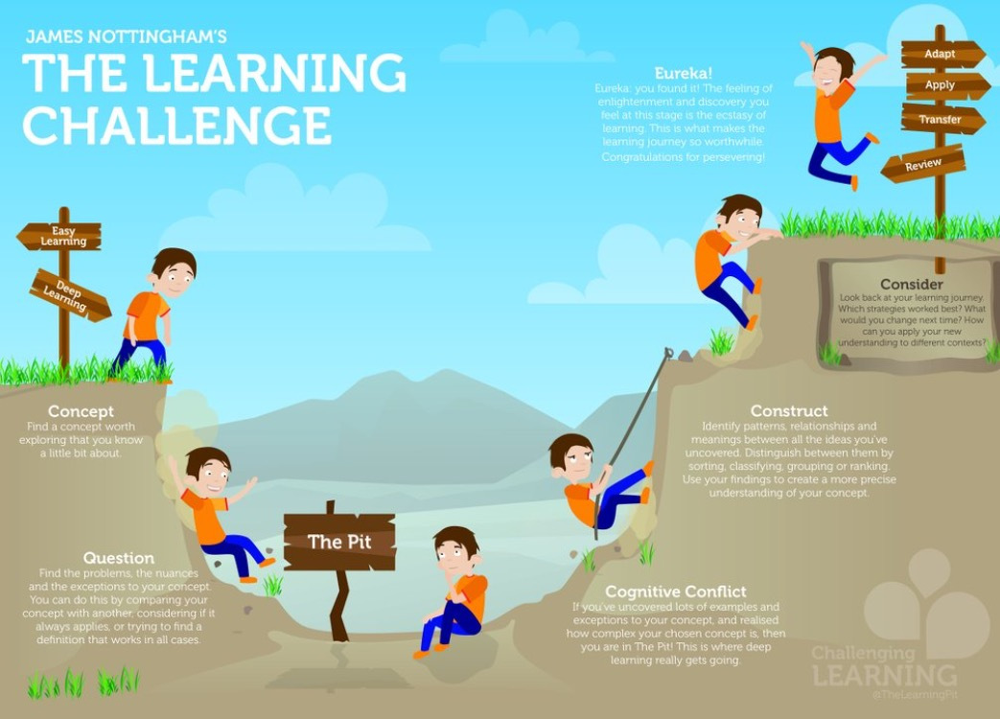 JAMES NOTTINGHAM'S
THE LEARNING
CHALLENGE
Easy
Learning
Deep
Learning
Concept
Find a concept worth
exploring that you know
a little bit about.
Question
Find the problems, the nuances
and the exceptions to your concept.
You can do this by comparing your
concept with another, considering if it
always applies, or trying to find a
definition that works in all cases.
The Pit
Cognitive Conflict
If you've uncovered lots of examples and
exceptions to your concept, and realised
how complex your chosen concept is, then
you are in The Pit! This is where deep
learning really gets going.
Construct
Identify patterns, relationships and
meanings between all the ideas you've
uncovered. Distinguish between them by
sorting, classifying, grouping or ranking.
Use your findings to create a more precise
understanding of your concept.
Eureka!
Eureka: you found it! The feeling of
enlightenment and discovery you
feel at this stage is the ecstasy of
learning. This is what makes the
learning journey so worthwhile.
Congratulations for persevering!
Adapt
Apply
Transfer
Review
Consider
Look back at your learning journey.
Which strategies worked best? What
would you change next time? How
can you apply your new
understanding to different contexts?
Challenging
LEARNING
@TheLearningPit